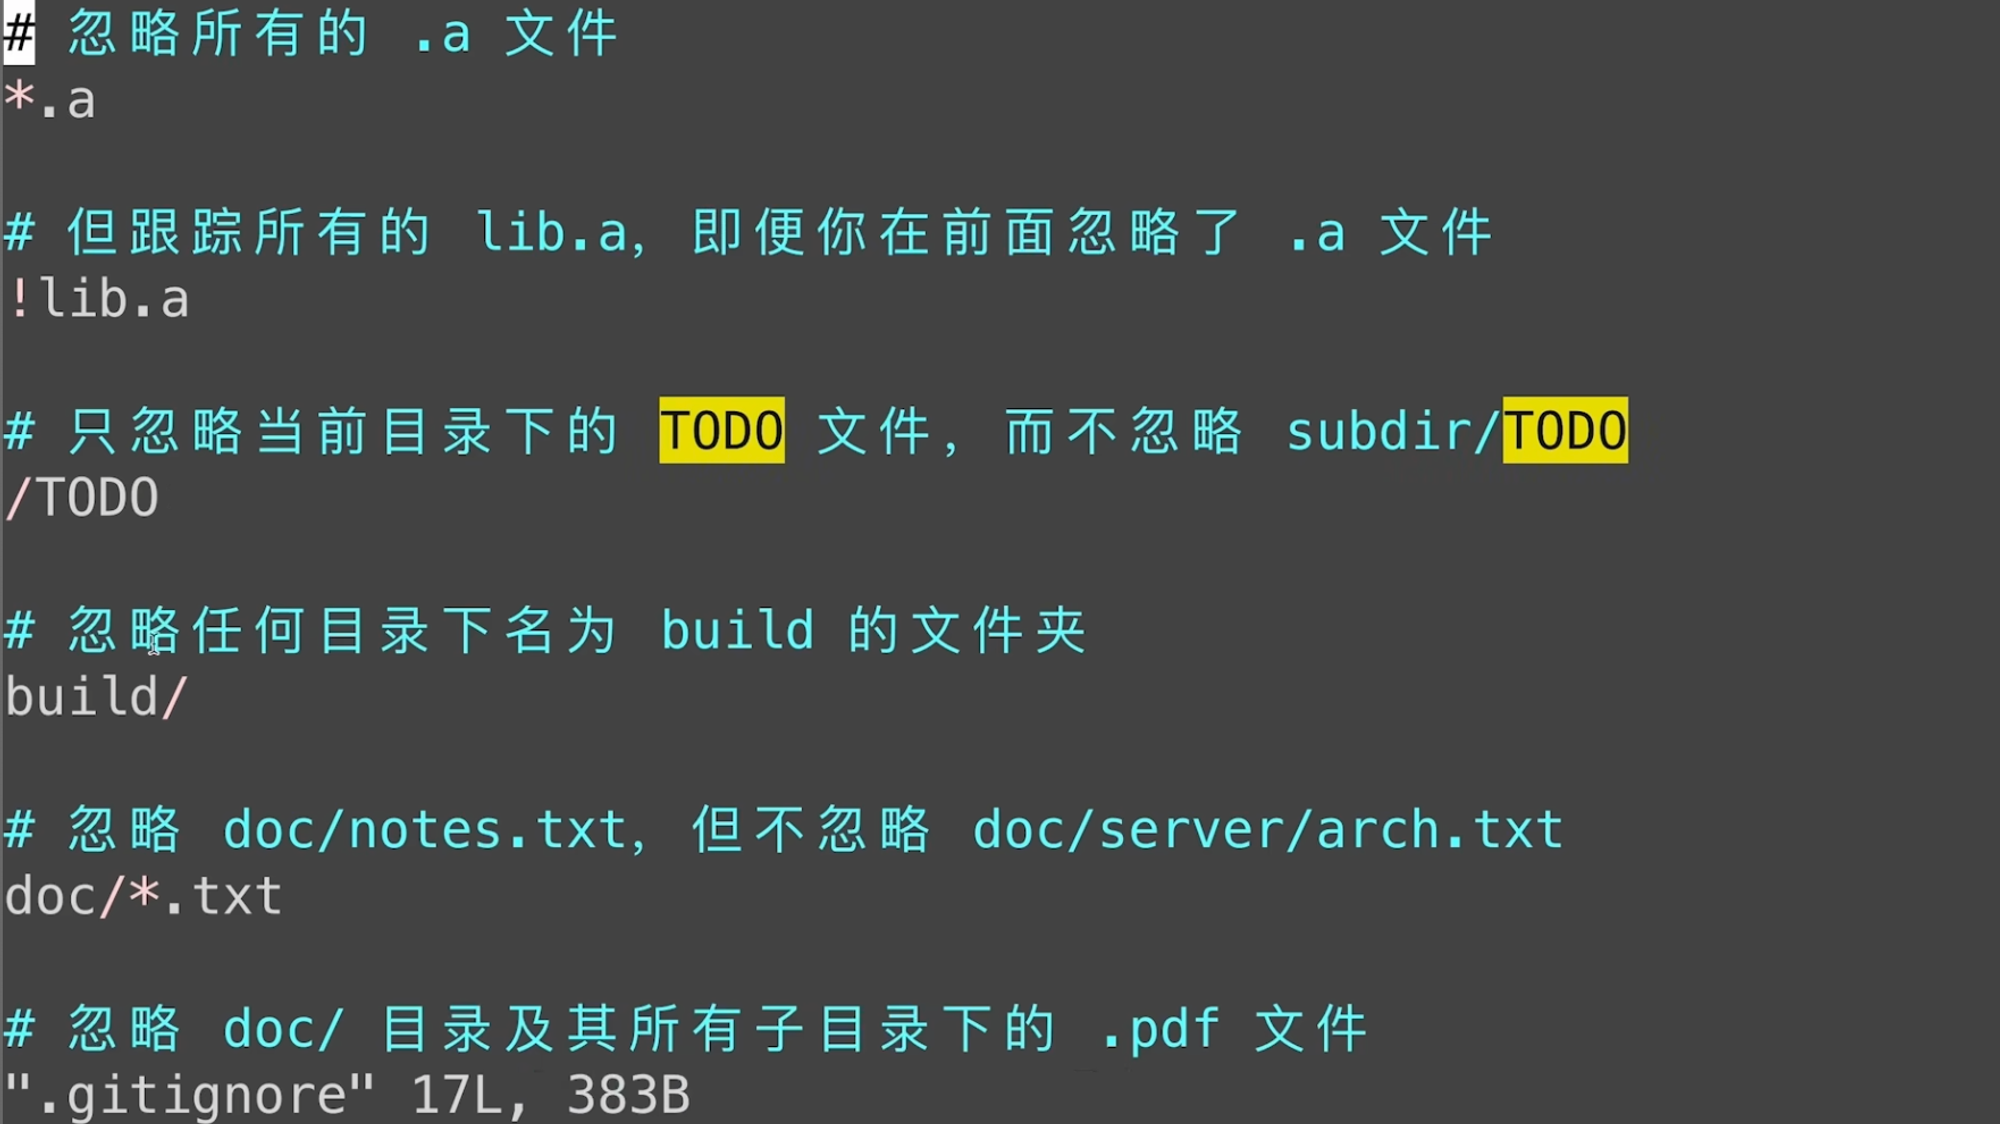 # 忽略所有的 .a 文件
*.a
# 但跟踪所有的 lib.a, 即便你在前面忽略了 .a 文件
!lib.a
# 只忽略当前目录下的 TODO 文件, 而不忽略 subdir/TODO
/TODO
# 忽略任何目录下名为 build 的文件夹
build/
# 忽略 doc/notes.txt, 但不忽略 doc/server/arch.txt
doc/*.txt
# 忽略 doc/ 目录及其所有子目录下的 .pdf 文件
".gitignore" 17L, 383B